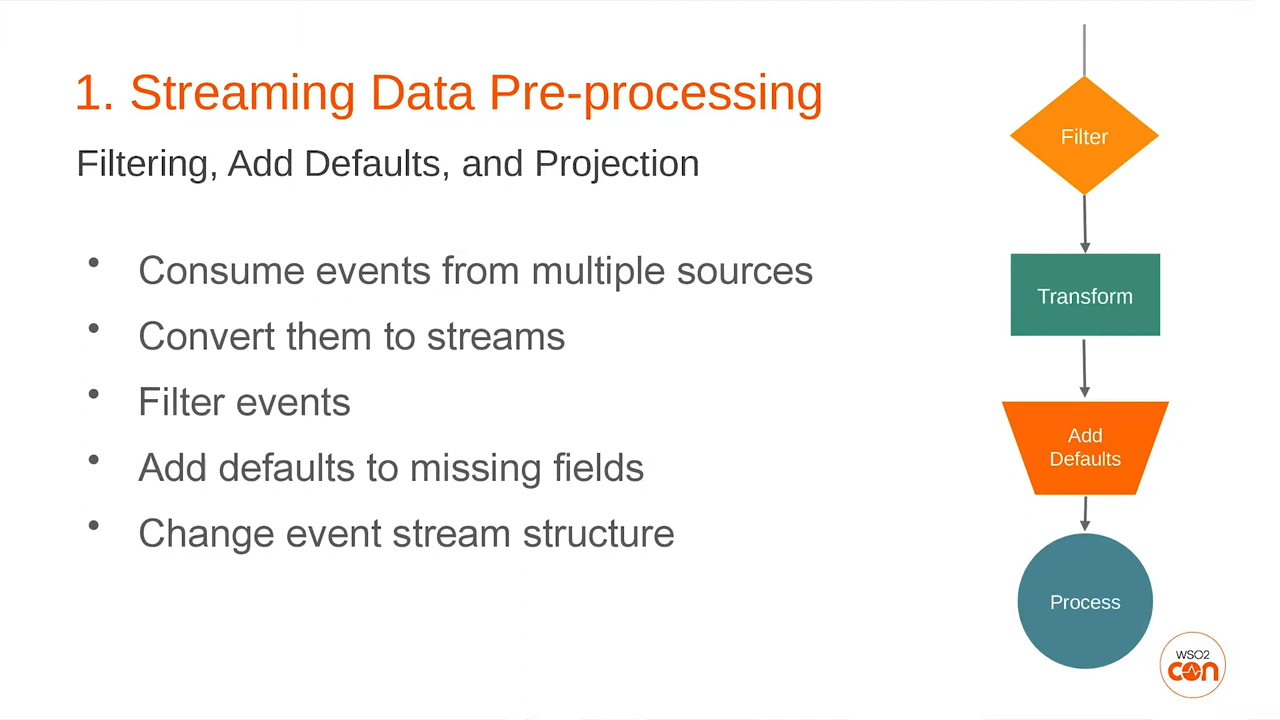 1. Streaming Data Pre-processing
Filtering, Add Defaults, and Projection
• Consume events from multiple sources
• Convert them to streams
• Filter events
• Add defaults to missing fields
• Change event stream structure
Filter
Transform
Add
Defaults
Process
WSO2
con